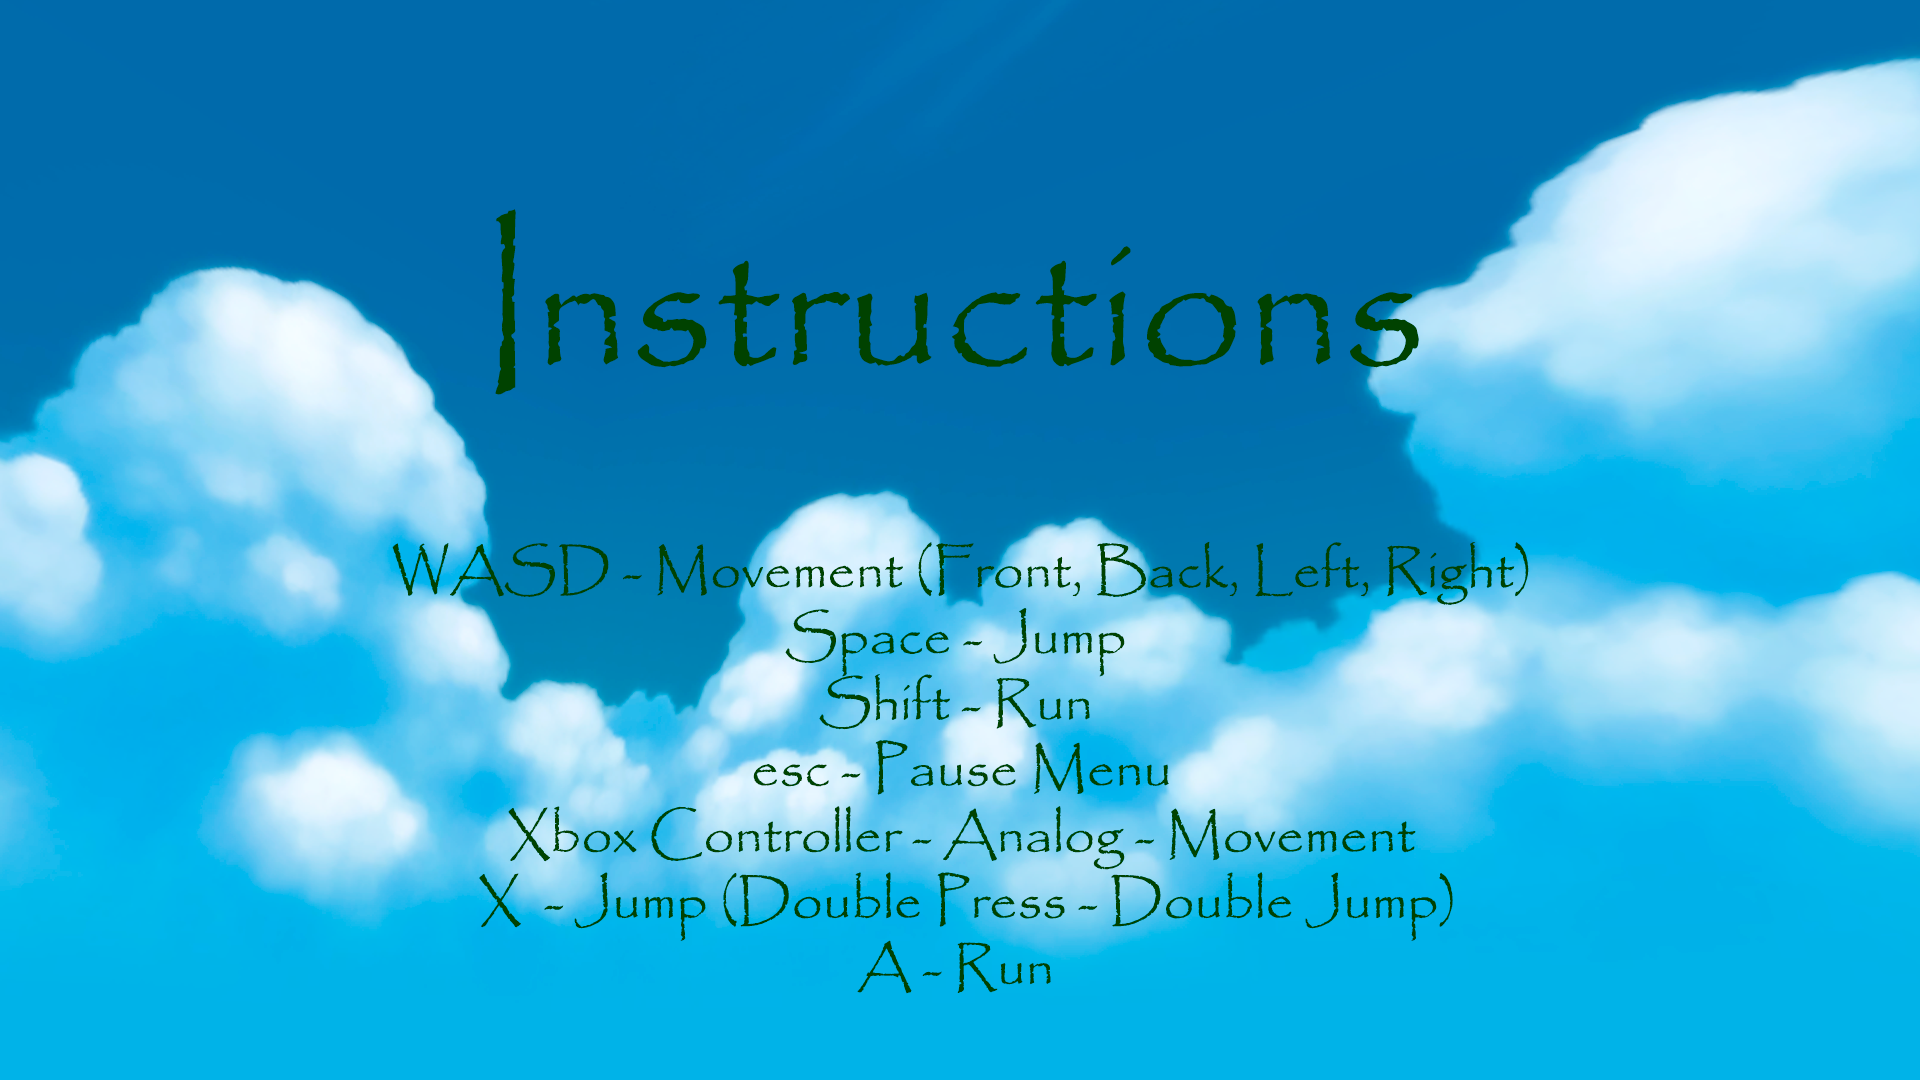 Instructions
WASD - Movement (Front, Back, Left, Right)
Space - Jump
Shift - Run
esc - Pause Menu
Xbox Controller - Analog - Movement
X - Jump (Double Press - Double Jump)
A - Run